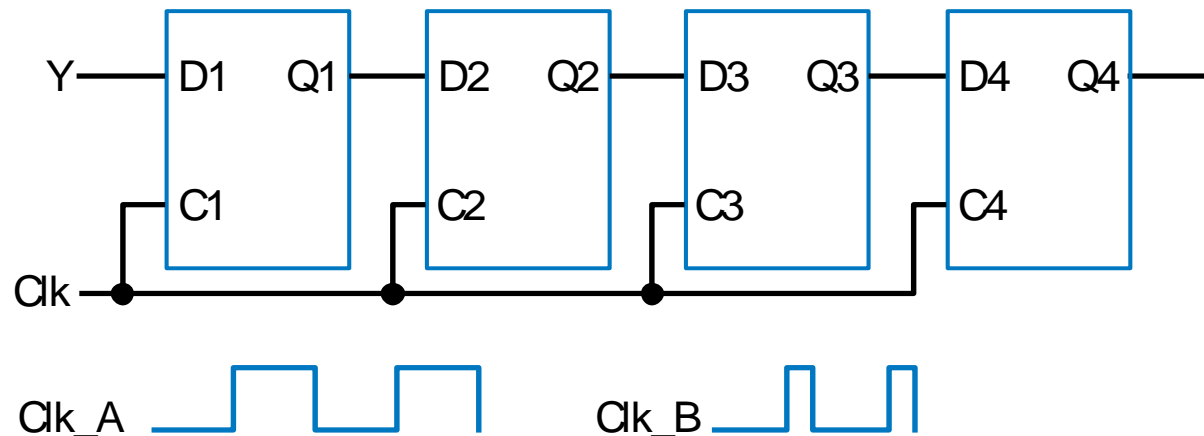 Y D1 Q1 D2 Q2 D3 Q3 D4 Q4
C1 C2 C3 C4
Clk
Clk_A Clk_B